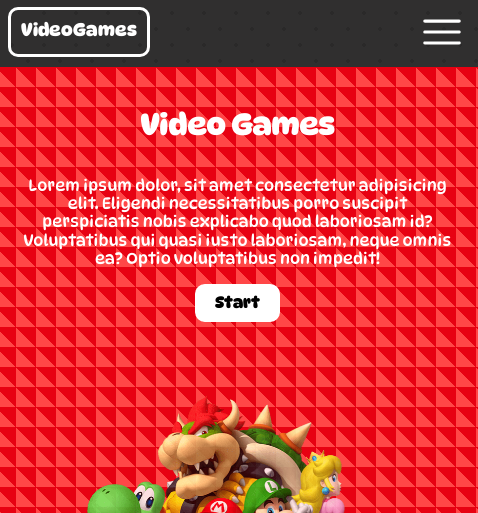 VideoGames
Video Games
Lorem ipsum dolor, sit amet consectetur adipisicing
elit. Eligendi necessitatibus porro suscipit
perspiciatis nobis explicabo quod laboriosam id?
Voluptatibus qui quasi iusto laboriosam, neque omnis
ea? Optio voluptatibus non impedit!
Start
M
L